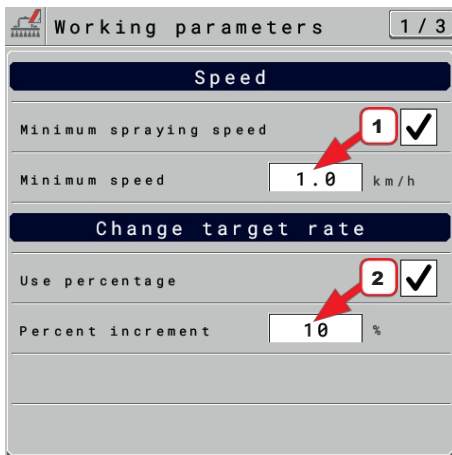 Working parameters 1/3
Speed
Minimum spraying speed 1
Minimum speed 1.0 km/h
Change target rate
Use percentage 2
Percent increment 10 %